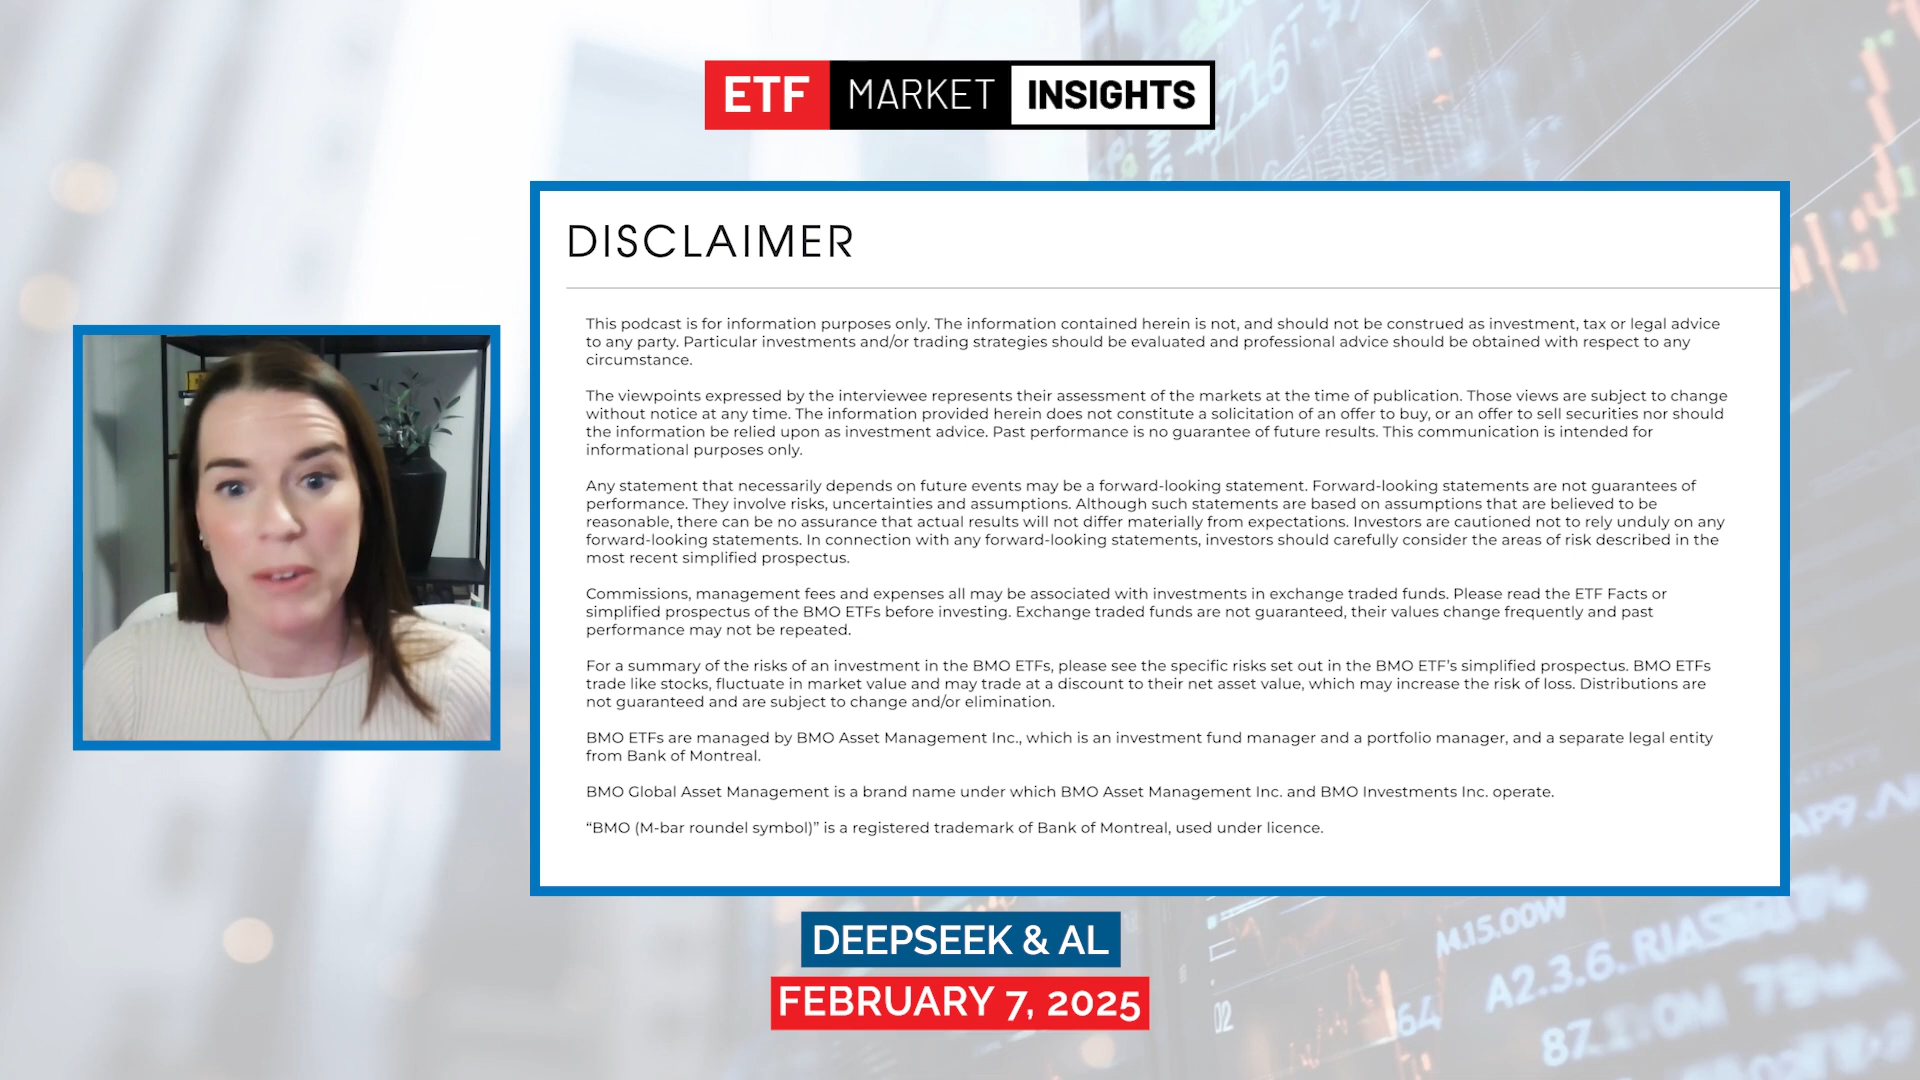 ETF MARKET INSIGHTS
DISCLAIMER
This podcast is for information purposes only. The information contained herein is not, and should not be construed as investment, tax or legal advice
to any party. Particular investments and/or trading strategies should be evaluated and professional advice should be obtained with respect to any
circumstance.
The viewpoints expressed by the interviewee represents their assessment of the markets at the time of publication. Those views are subject to change
without notice at any time. The information provided herein does not constitute a solicitation of an offer to buy, or an offer to sell securities nor should
the information be relied upon as investment advice. Past performance is no guarantee of future results. This communication is intended for
informational purposes only.
Any statement that necessarily depends on future events may be a forward-looking statement. Forward-looking statements are not guarantees of
performance. They involve risks, uncertainties and assumptions. Although such statements are based on assumptions that are believed to be
reasonable, there can be no assurance that actual results will not differ materially from expectations. Investors are cautioned not to rely unduly on any
forward-looking statements. In connection with any forward-looking statements, investors should carefully consider the areas of risk described in the
most recent simplified prospectus.
Commissions, management fees and expenses all may be associated with investments in exchange traded funds. Please read the ETF Facts or
simplified prospectus of the BMO ETFs before investing. Exchange traded funds are not guaranteed, their values change frequently and past
performance may not be repeated.
For a summary of the risks of an investment in the BMO ETFs, please see the specific risks set out in the BMO ETF's simplified prospectus. BMO ETFs
trade like stocks, fluctuate in market value and may trade at a discount to their net asset value, which may increase the risk of loss. Distributions are
not guaranteed and are subject to change and/or elimination.
BMO ETFs are managed by BMO Asset Management Inc., which is an investment fund manager and a portfolio manager, and a separate legal entity
from Bank of Montreal.
BMO Global Asset Management is a brand name under which BMO Asset Management Inc. and BMO Investments Inc. operate.
“BMO (M-bar roundel symbol)” is a registered trademark of Bank of Montreal, used under licence.
DEEPSEEK & AL
FEBRUARY 7, 2025
M.15.00W
02
64